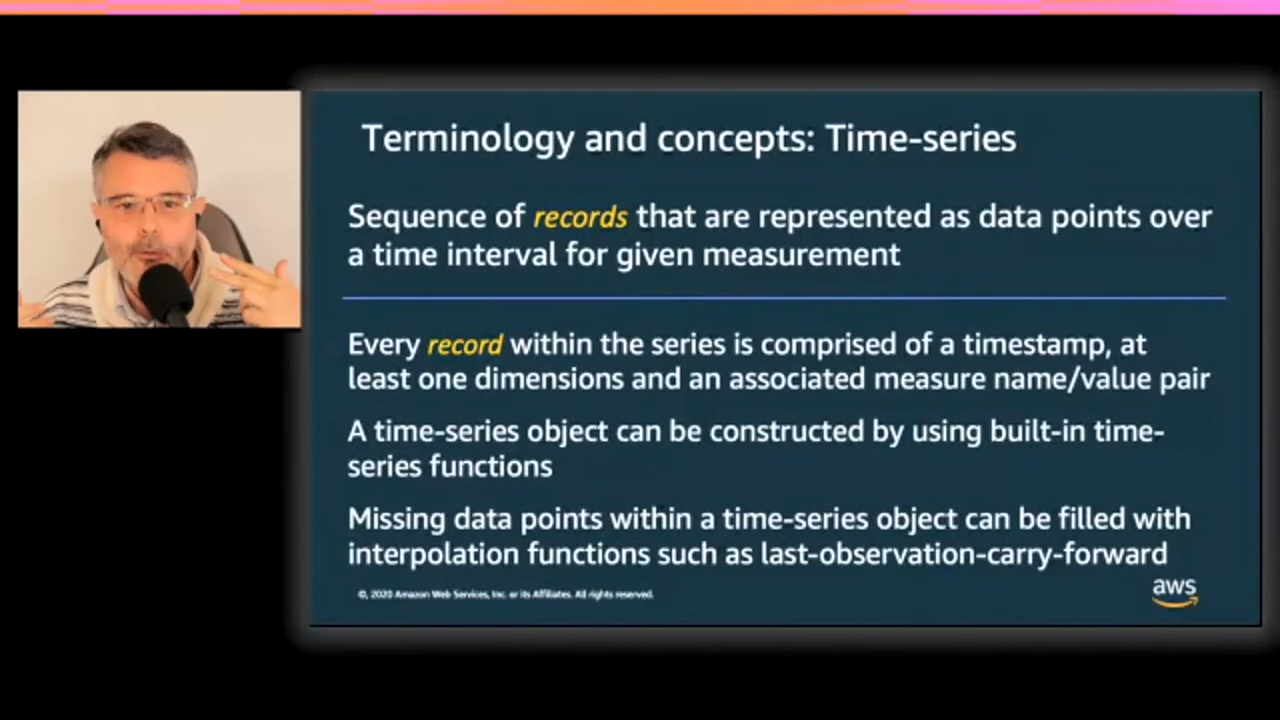 Terminology and concepts: Time-series
Sequence of records that are represented as data points over
a time interval for given measurement
Every record within the series is comprised of a timestamp, at
least one dimensions and an associated measure name/value pair
A time-series object can be constructed by using built-in time-
series functions
Missing data points within a time-series object can be filled with
interpolation functions such as last-observation-carry-forward
© 2020 Amazon Web Services, Inc. or its Affiliates. All rights reserved.
aws